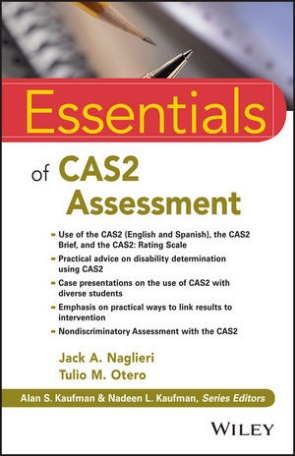 Essentials
of CAS2
Assessment
Use of the CAS2 (English and Spanish), the CAS2
Brief, and the CAS2: Rating Scale
Practical advice on disability determination
using CAS2
Case presentations on the use of CAS2 with
diverse students
Emphasis on practical ways to link results to
intervention
Nondiscriminatory Assessment with the CAS2
Jack A. Naglieri
Tulio M. Otero
Alan S. Kaufman & Nadeen L. Kaufman, Series Editors
WILEY